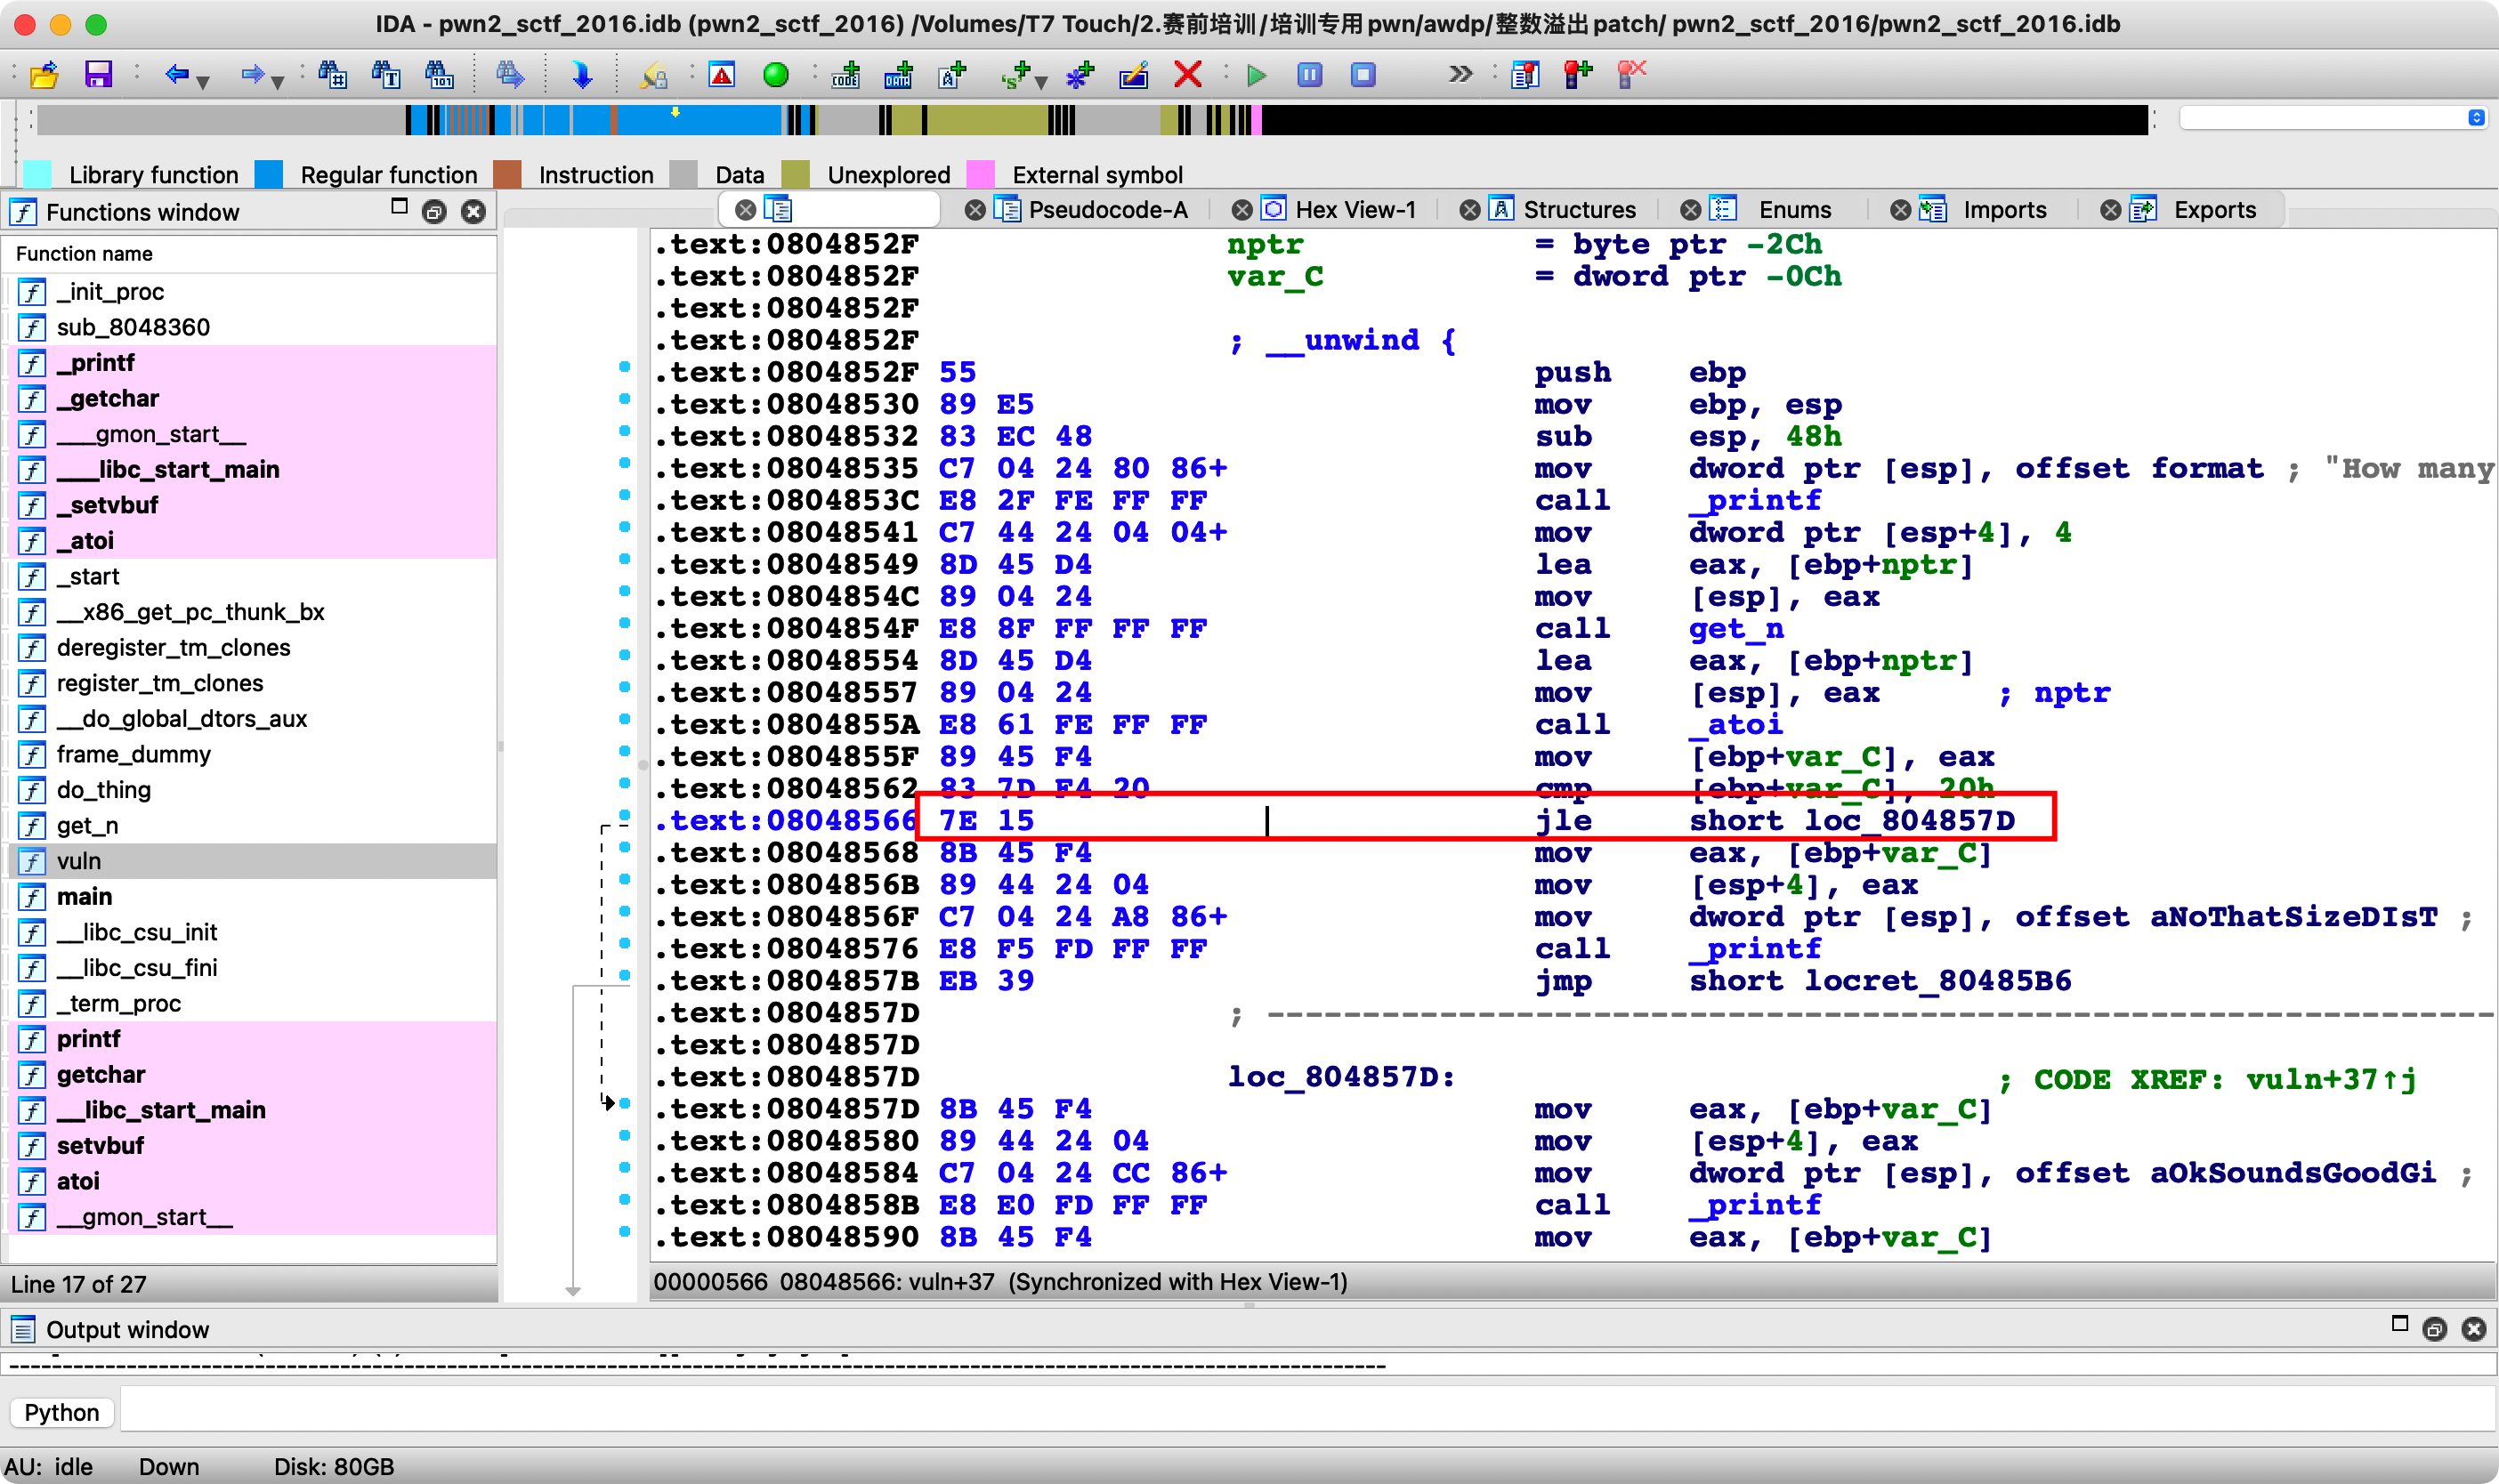 IDA - pwn2_sctf_2016.idb (pwn2_sctf_2016) /Volumes/T7 Touch/2.赛前培训/培训专用pwn/awdp/整数溢出patch/ pwn2_sctf_2016/pwn2_sctf_2016.idb
Library function Regular function Instruction Data Unexplored External symbol
Functions window
Pseudocode-A Hex View-1 Structures Enums Imports Exports
Function name
_init_proc
sub_8048360
_printf
_getchar
___gmon_start__
___libc_start_main
_setvbuf
_atoi
_start
__x86_get_pc_thunk_bx
deregister_tm_clones
register_tm_clones
__do_global_dtors_aux
frame_dummy
do_thing
get_n
vuln
main
__libc_csu_init
__libc_csu_fini
_term_proc
printf
getchar
__libc_start_main
setvbuf
atoi
__gmon_start__
Line 17 of 27
.text:0804852F nptr = byte ptr -2Ch
.text:0804852F var_C = dword ptr -0Ch
.text:0804852F
.text:0804852F ; __unwind {
.text:0804852F 55 push ebp
.text:08048530 89 E5 mov ebp, esp
.text:08048532 83 EC 48 sub esp, 48h
.text:08048535 C7 04 24 80 86+ mov dword ptr [esp], offset format ; "How many
.text:0804853C E8 2F FE FF FF call _printf
.text:08048541 C7 44 24 04 04+ mov dword ptr [esp+4], 4
.text:08048549 8D 45 D4 lea eax, [ebp+nptr]
.text:0804854C 89 04 24 mov [esp], eax
.text:0804854F E8 8F FF FF FF call get_n
.text:08048554 8D 45 D4 lea eax, [ebp+nptr]
.text:08048557 89 04 24 mov [esp], eax ; nptr
.text:0804855A E8 61 FE FF FF call _atoi
.text:0804855F 89 45 F4 mov [ebp+var_C], eax
.text:08048562 83 7D F4 20 cmp [ebp+var_C], 20h
.text:08048566 7E 15 jle short loc_804857D
.text:08048568 8B 45 F4 mov eax, [ebp+var_C]
.text:0804856B 89 44 24 04 mov [esp+4], eax
.text:0804856F C7 04 24 A8 86+ mov dword ptr [esp], offset aNoThatSizeDIsT ;
.text:08048576 E8 F5 FD FF FF call _printf
.text:0804857B EB 39 jmp short locret_80485B6
.text:0804857D ; ---------------------------------------------------------------
.text:0804857D
.text:0804857D loc_804857D: ; CODE XREF: vuln+37↑j
.text:0804857D 8B 45 F4 mov eax, [ebp+var_C]
.text:08048580 89 44 24 04 mov [esp+4], eax
.text:08048584 C7 04 24 CC 86+ mov dword ptr [esp], offset aOkSoundsGoodGi ;
.text:0804858B E8 E0 FD FF FF call _printf
.text:08048590 8B 45 F4 mov eax, [ebp+var_C]
00000566 08048566: vuln+37 (Synchronized with Hex View-1)
Output window
Python
AU: idle Down Disk: 80GB